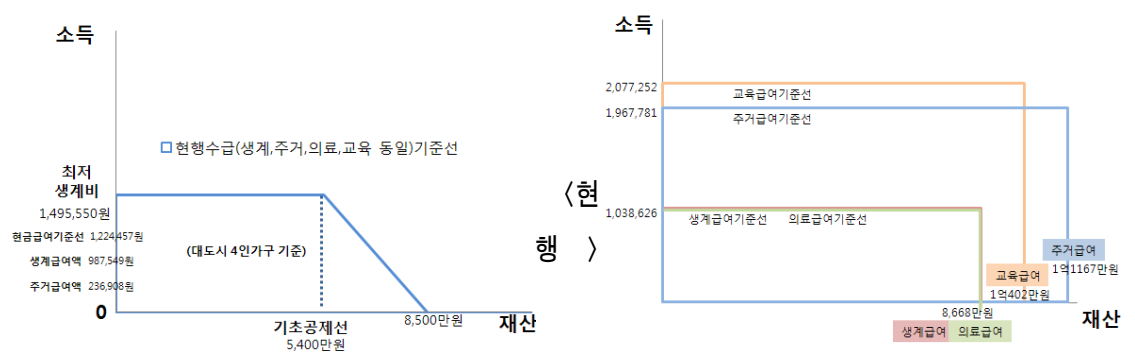 소득
□ 현행수급(생계,주거,의료,교육 동일)기준선
최저
생계비
1,495,550원
현금급여기준선 1,224,457원
생계급여액 987,549원
주거급여액 236,908원
(대도시 4인가구 기준)
0
기초공제선
5,400만원
8,500만원
재산
〈현
행 〉
소득
2,077,252
교육급여기준선
1,967,781
주거급여기준선
1,038,626
생계급여기준선 의료급여기준선
주거급여
1억1167만원
교육급여
1억402만원
8,668만원
재산
생계급여 의료급여